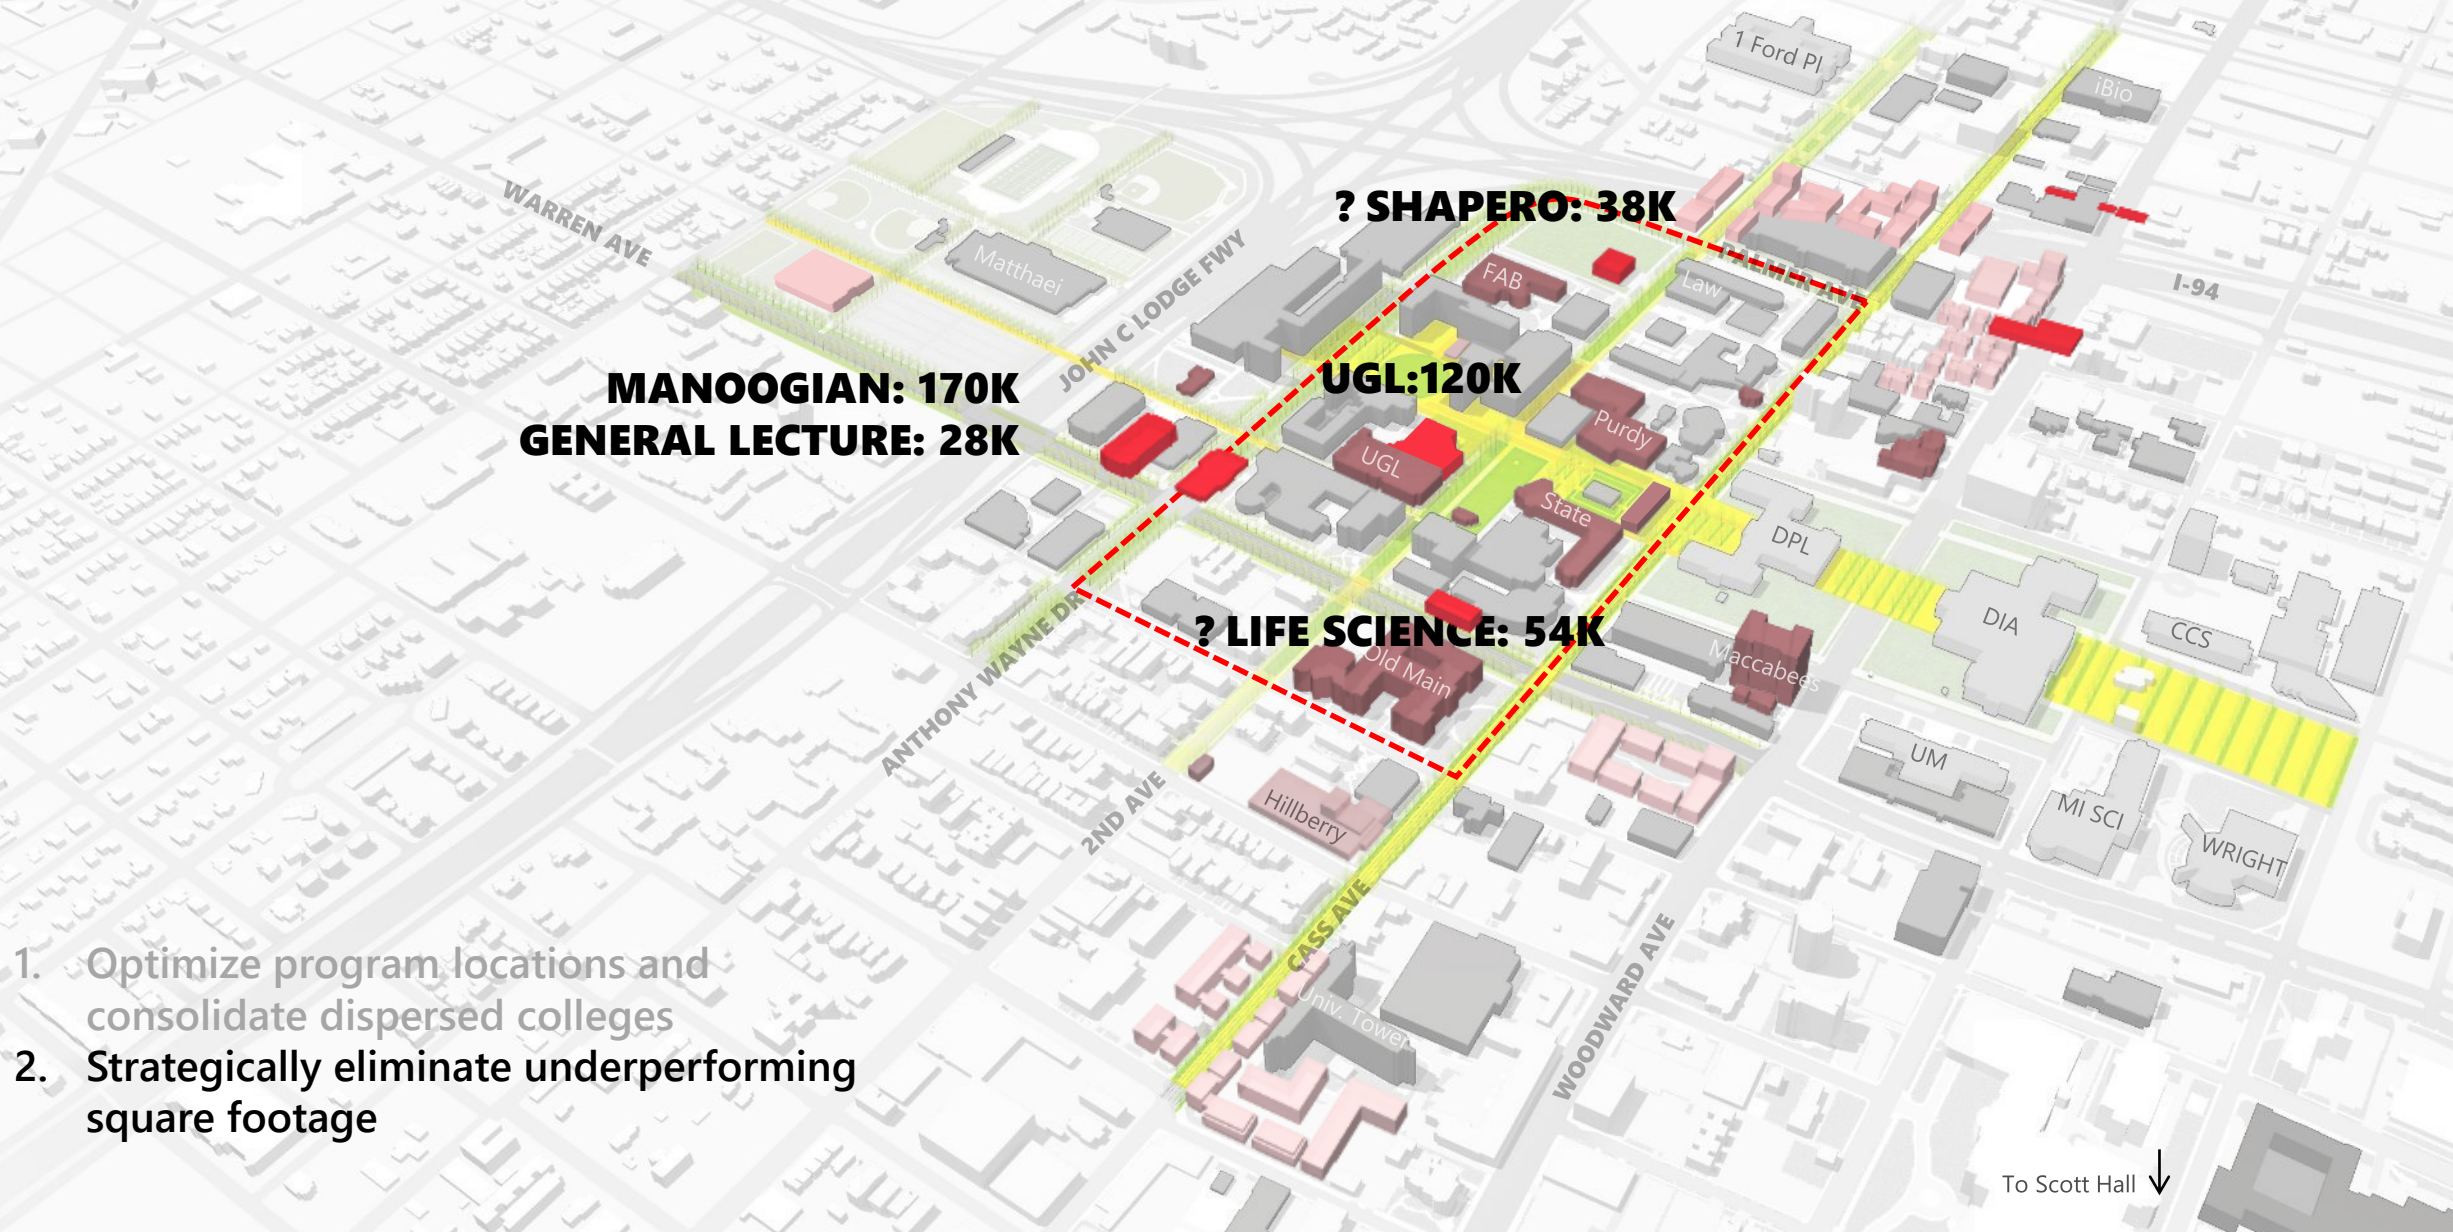 1 Ford Pl
iBio
WARREN AVE
? SHAPERO: 38K
Matthaei
JOHN C LODGE FWY
FAB
Law
PALMER AVE
I-94
MANOOGIAN: 170K
GENERAL LECTURE: 28K
UGL:120K
UGL
Purdy
State
DPL
DIA
CCS
ANTHONY WAYNE DR
? LIFE SCIENCE: 54K
Old Main
Maccabees
UM
MI SCI
WRIGHT
2ND AVE
Hillberry
CASS AVE
WOODWARD AVE
Univ. Tower
1. Optimize program locations and
consolidate dispersed colleges
2. Strategically eliminate underperforming
square footage
To Scott Hall